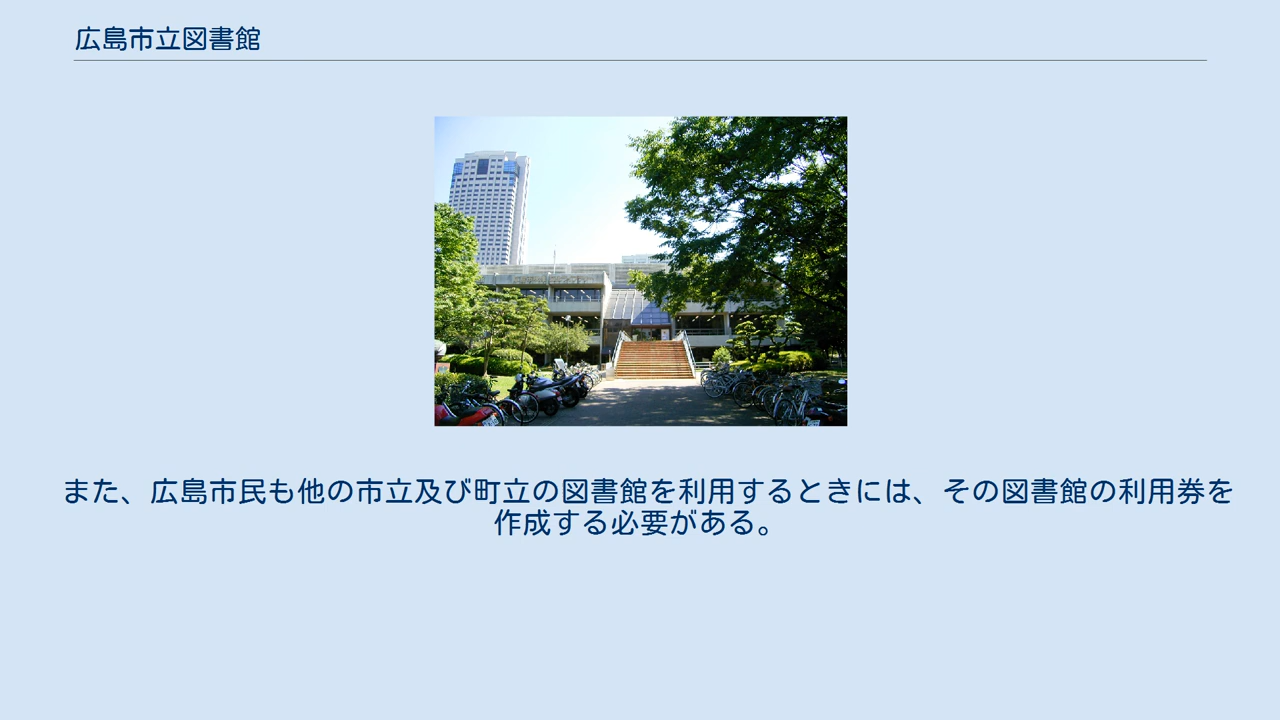 広島市立図書館
また、広島市民も他の市立及び町立の図書館を利用するときには、その図書館の利用券を
作成する必要がある。